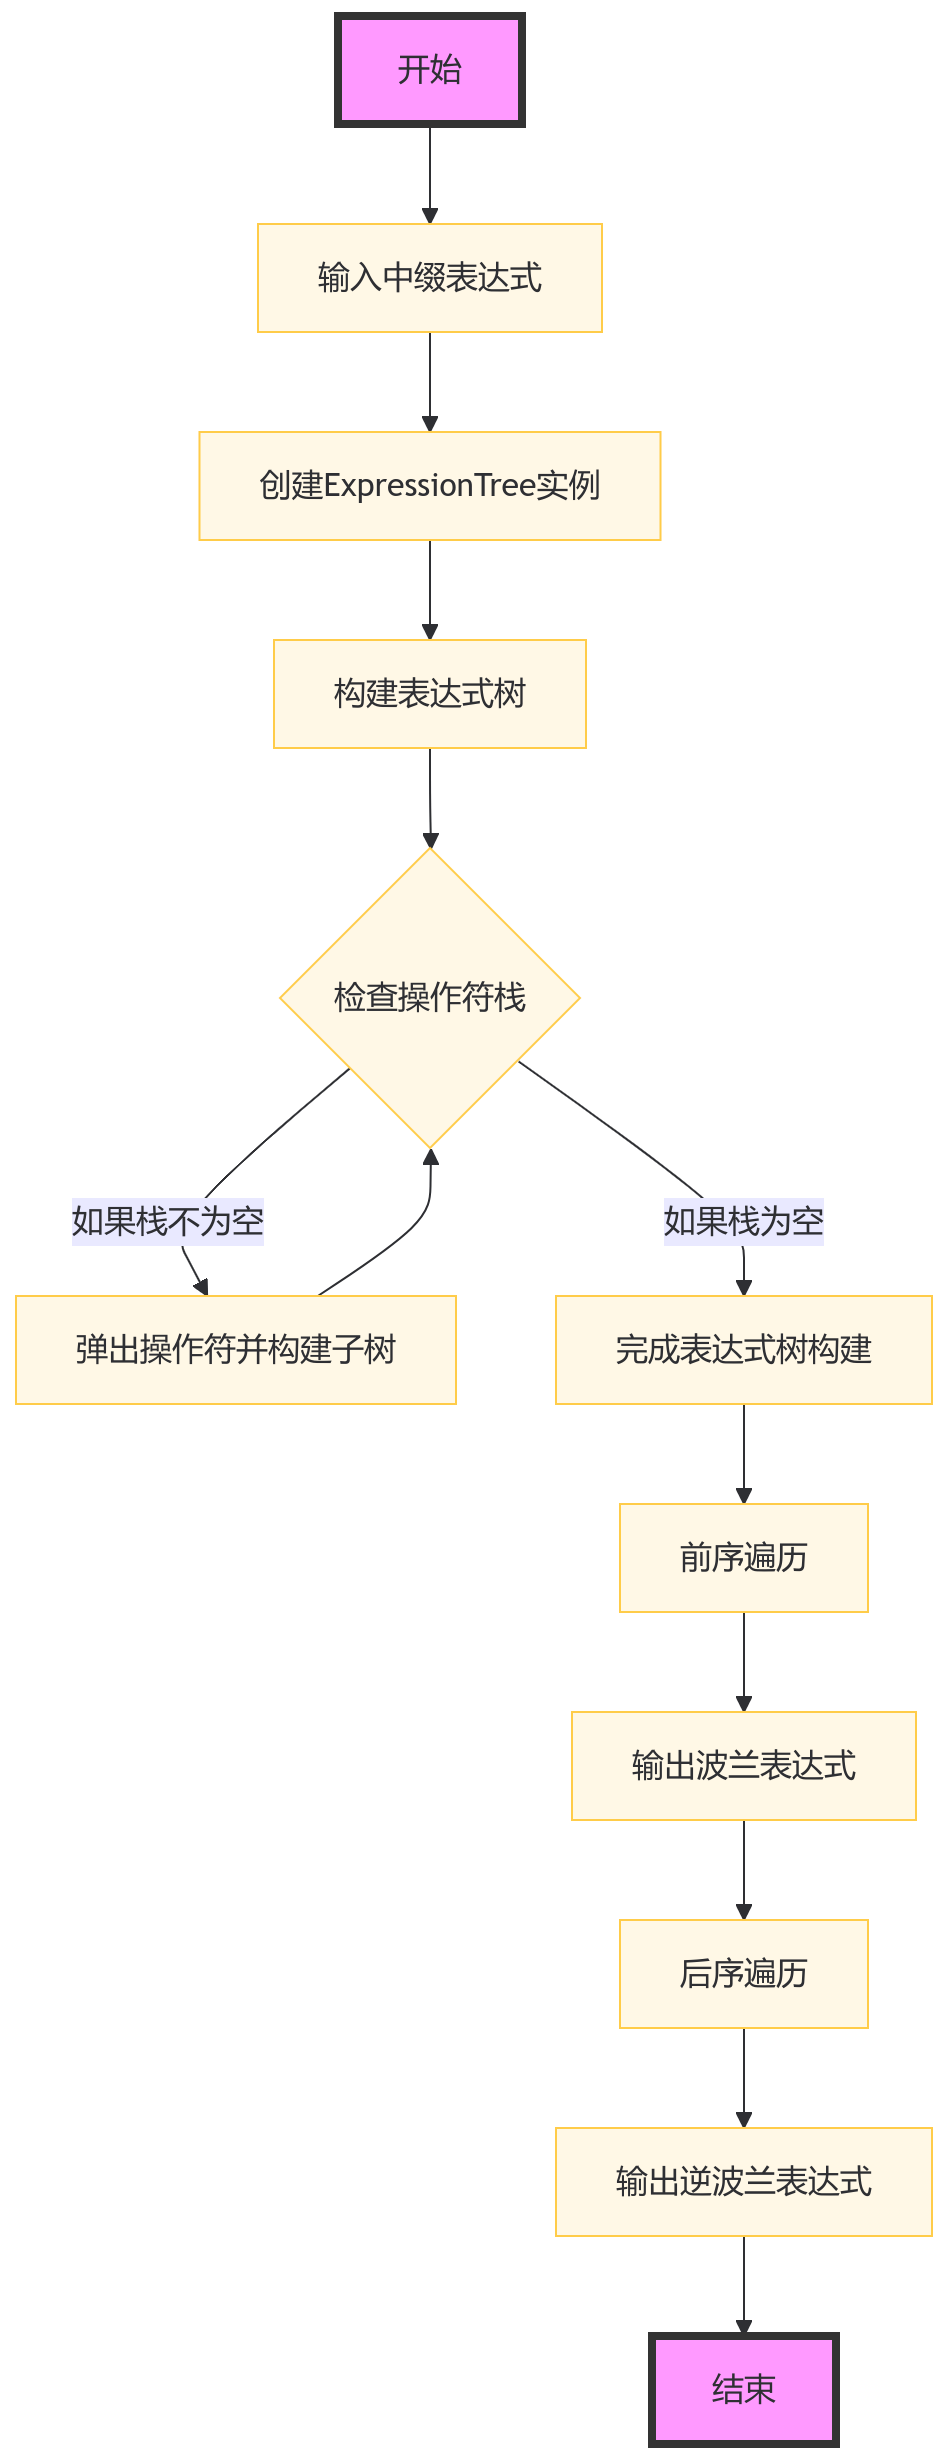 开始
输入中缀表达式
创建ExpressionTree实例
构建表达式树
检查操作符栈
如果栈不为空
如果栈为空
弹出操作符并构建子树
完成表达式树构建
前序遍历
输出波兰表达式
后序遍历
输出逆波兰表达式
结束